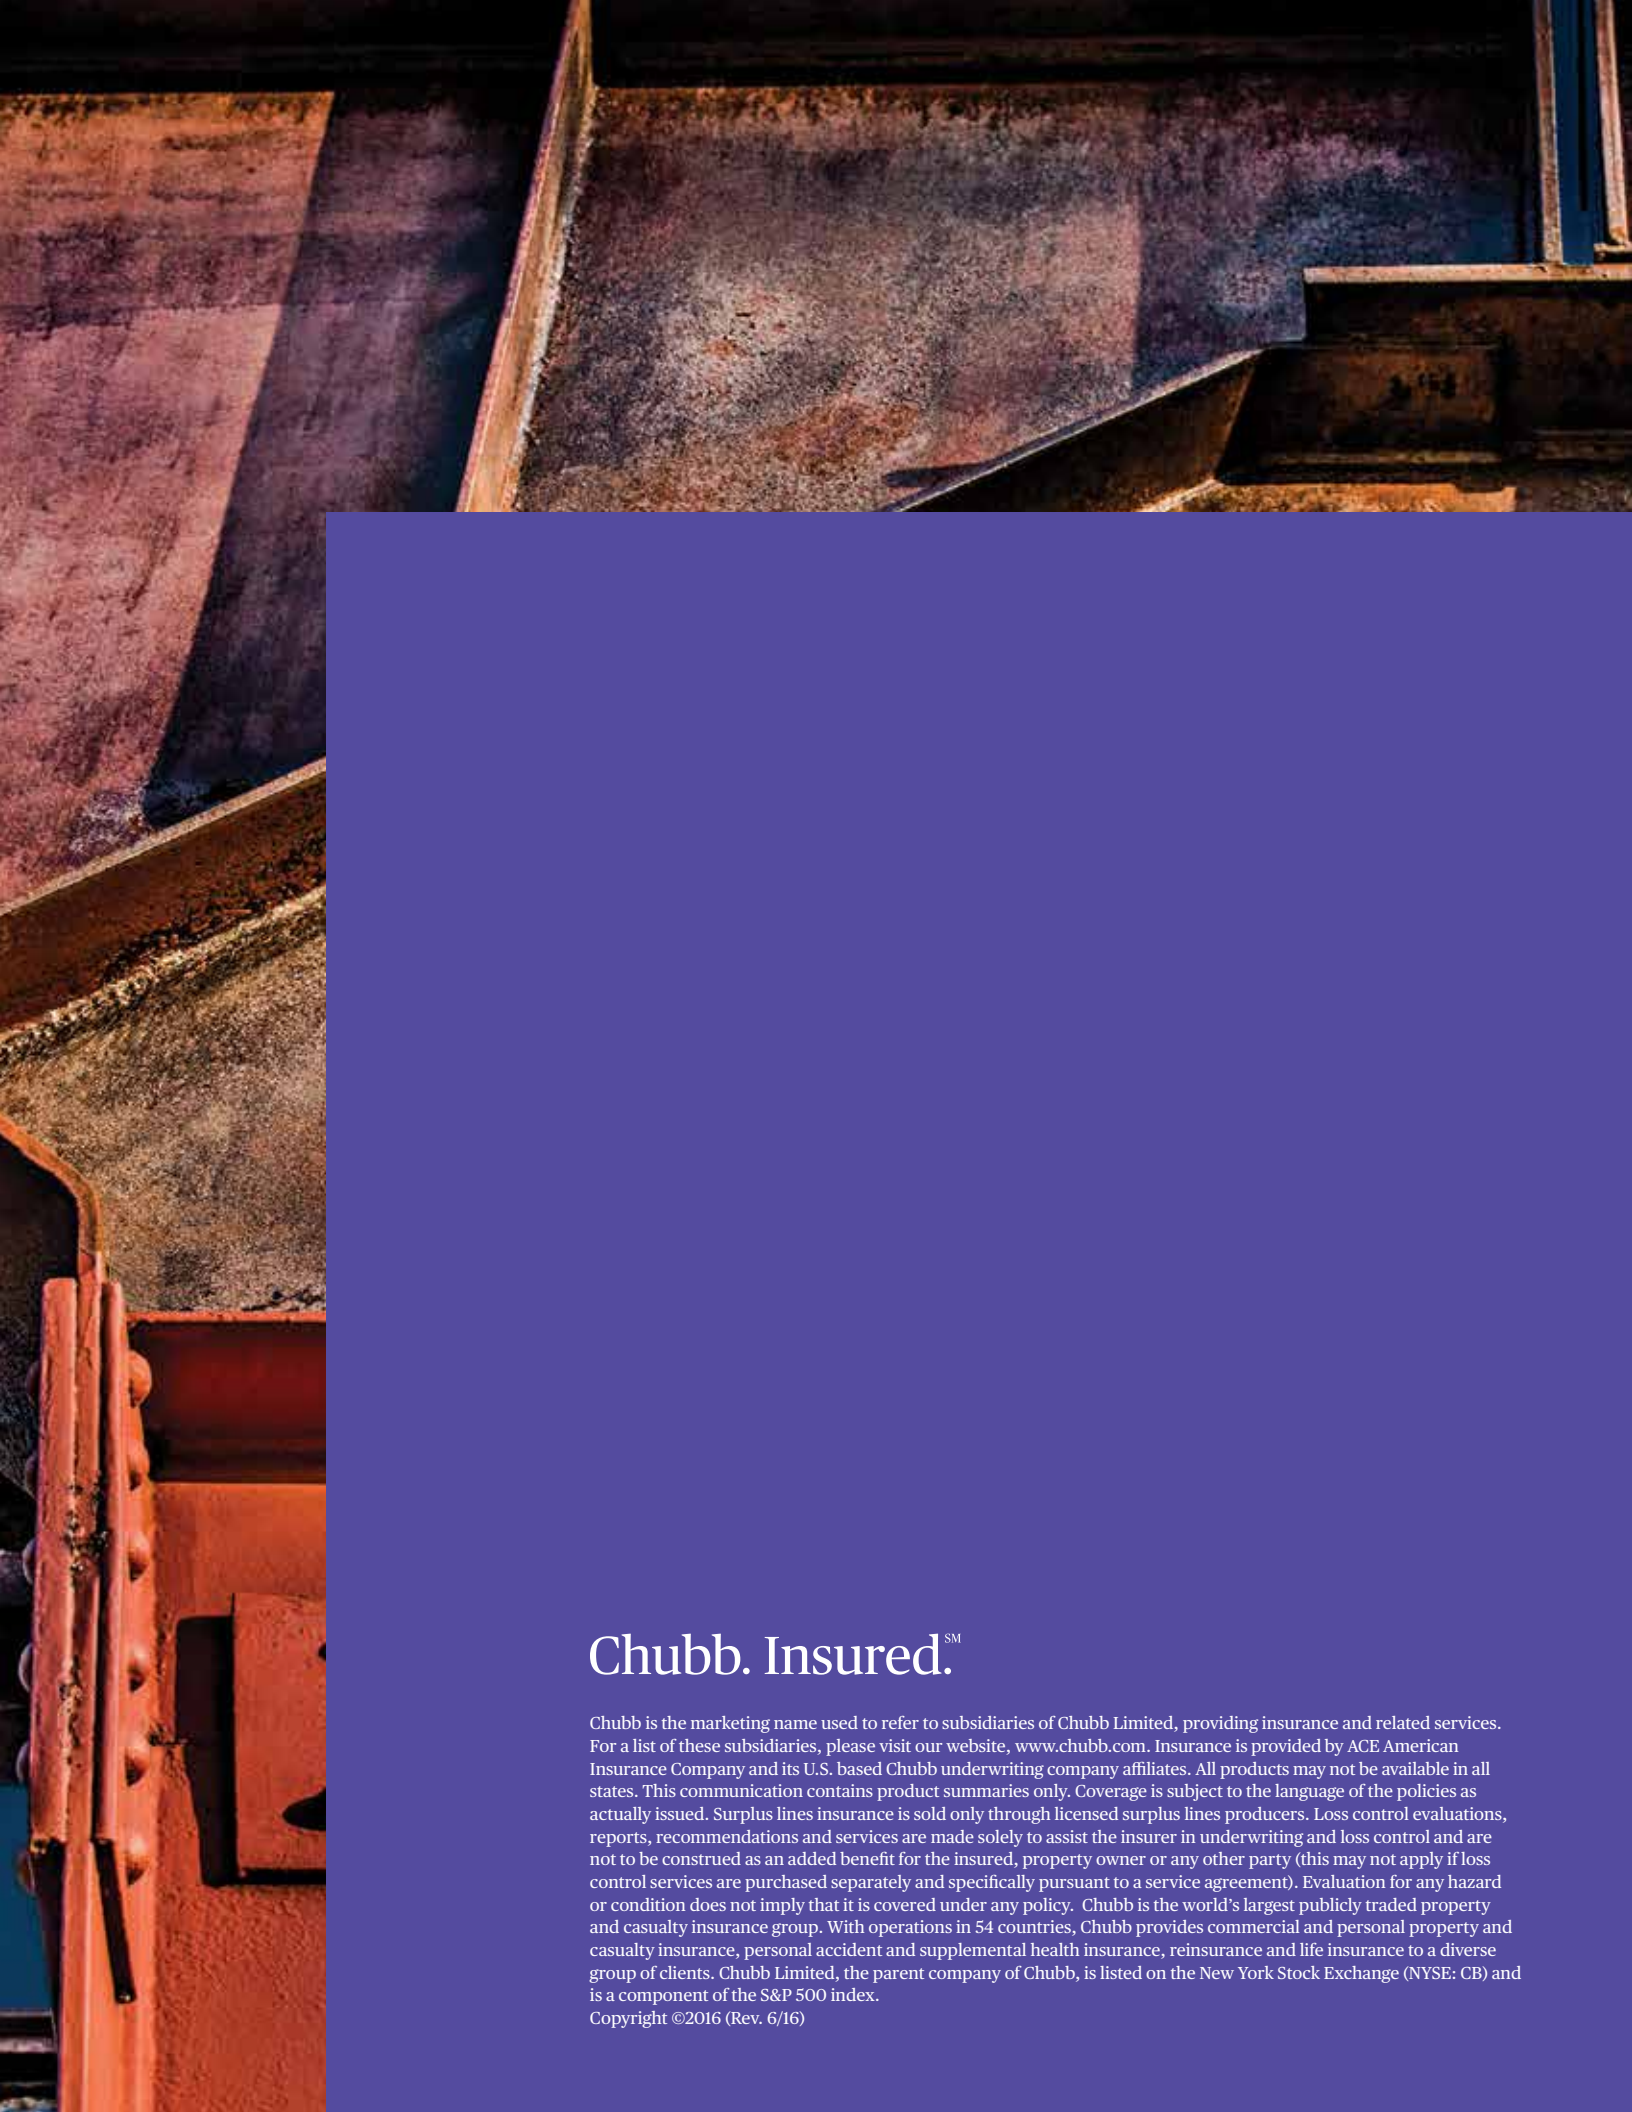 Chubb. Insured.℠
Chubb is the marketing name used to refer to subsidiaries of Chubb Limited, providing insurance and related services.
For a list of these subsidiaries, please visit our website, www.chubb.com. Insurance is provided by ACE American
Insurance Company and its U.S. based Chubb underwriting company affiliates. All products may not be available in all
states. This communication contains product summaries only. Coverage is subject to the language of the policies as
actually issued. Surplus lines insurance is sold only through licensed surplus lines producers. Loss control evaluations,
reports, recommendations and services are made solely to assist the insurer in underwriting and loss control and are
not to be construed as an added benefit for the insured, property owner or any other party (this may not apply if loss
control services are purchased separately and specifically pursuant to a service agreement). Evaluation for any hazard
or condition does not imply that it is covered under any policy.  Chubb is the world’s largest publicly traded property
and casualty insurance group. With operations in 54 countries, Chubb provides commercial and personal property and
casualty insurance, personal accident and supplemental health insurance, reinsurance and life insurance to a diverse
group of clients. Chubb Limited, the parent company of Chubb, is listed on the New York Stock Exchange (NYSE: CB) and
is a component of the S&P 500 index.
Copyright ©2016 (Rev. 6/16)